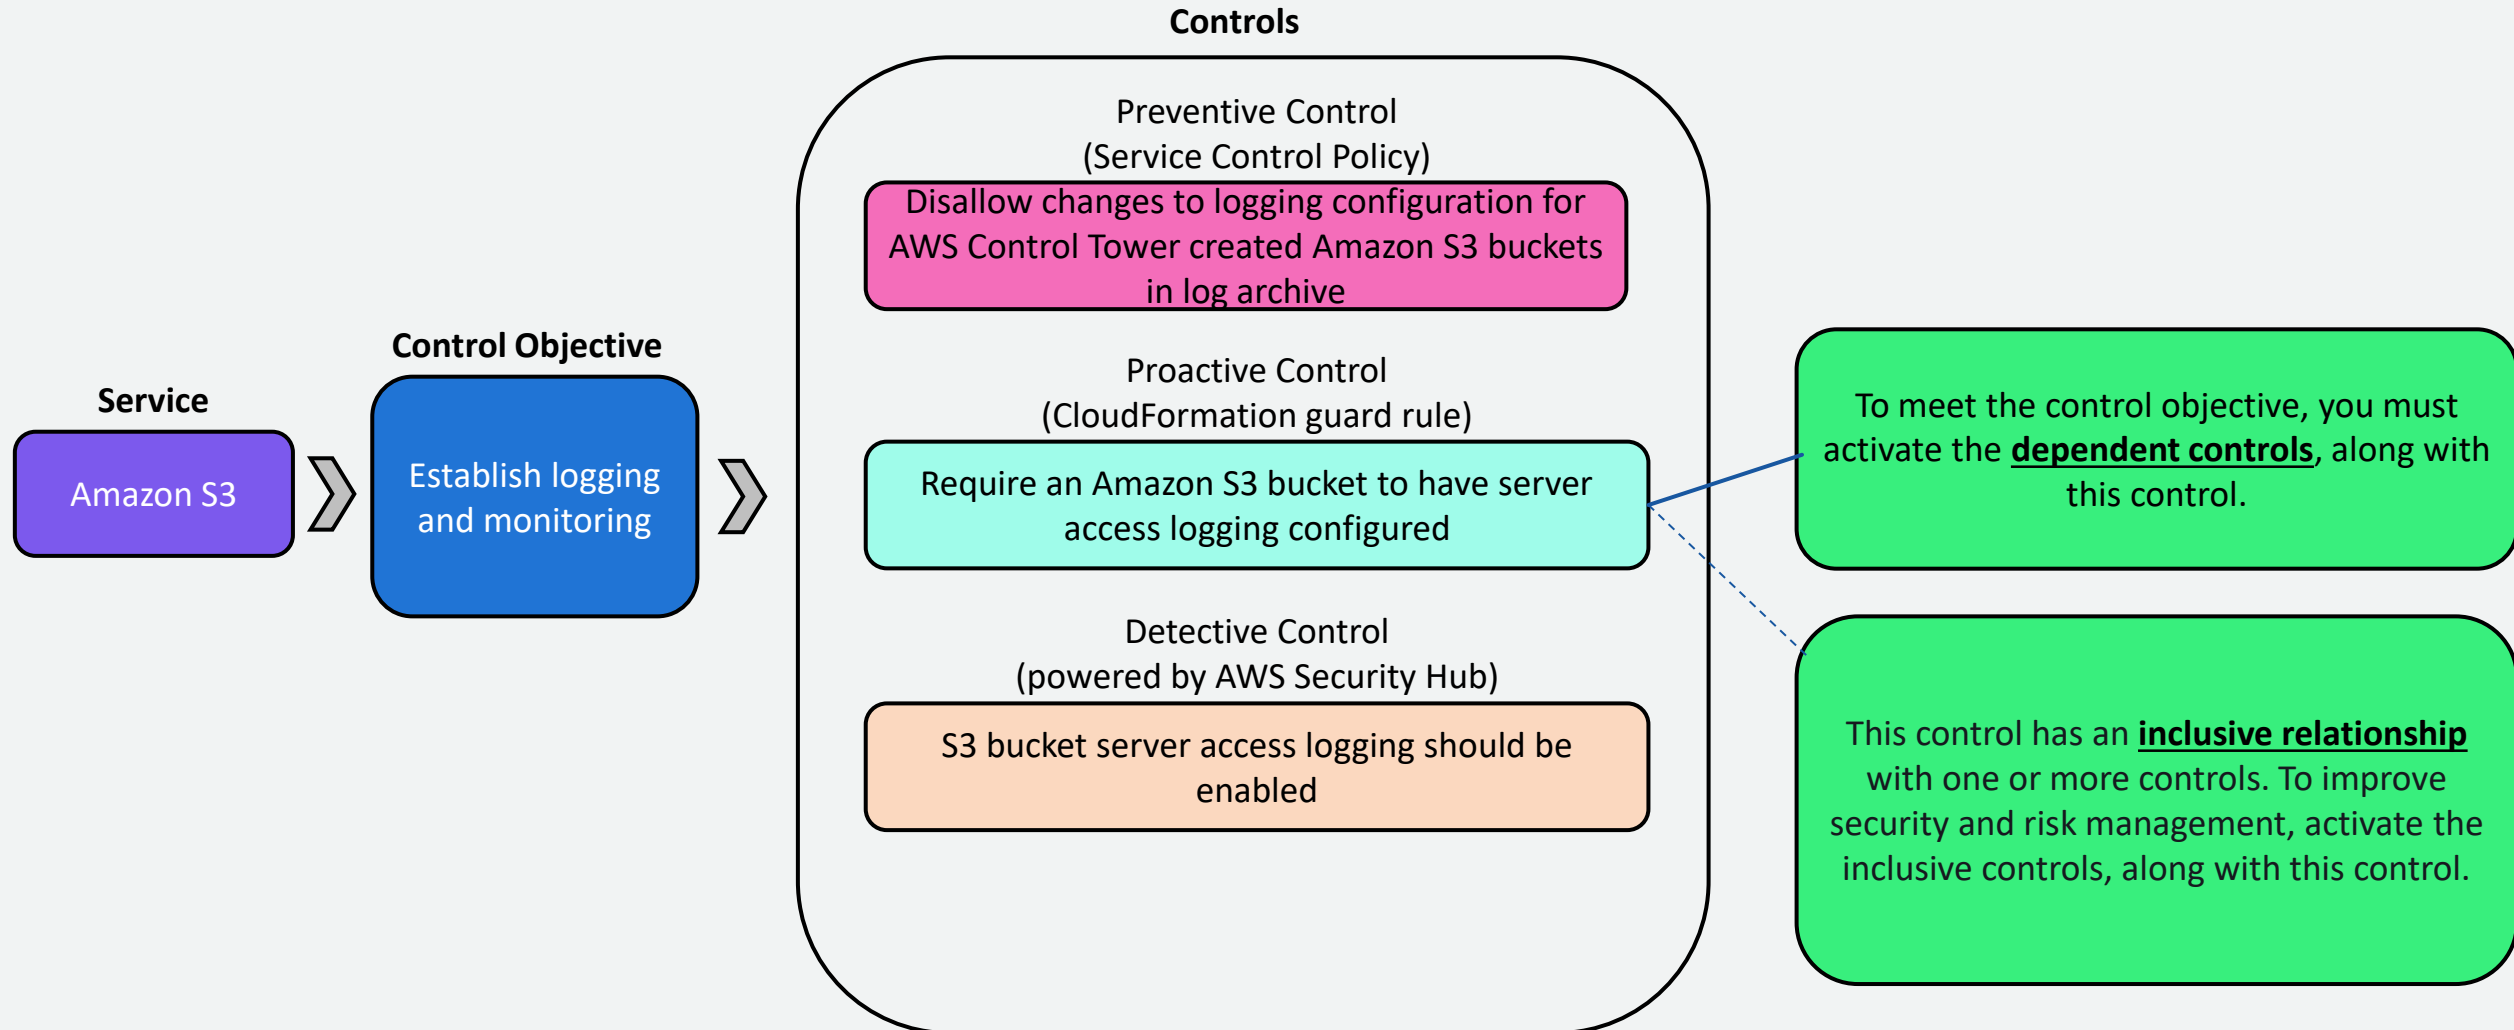 Controls
Preventive Control
(Service Control Policy)
Disallow changes to logging configuration for
AWS Control Tower created Amazon S3 buckets
in log archive
Control Objective
Service
Amazon S3
Establish logging
and monitoring
Proactive Control
(CloudFormation guard rule)
Require an Amazon S3 bucket to have server
access logging configured
Detective Control
(powered by AWS Security Hub)
S3 bucket server access logging should be
enabled
To meet the control objective, you must
activate the dependent controls, along with
this control.
This control has an inclusive relationship
with one or more controls. To improve
security and risk management, activate the
inclusive controls, along with this control.